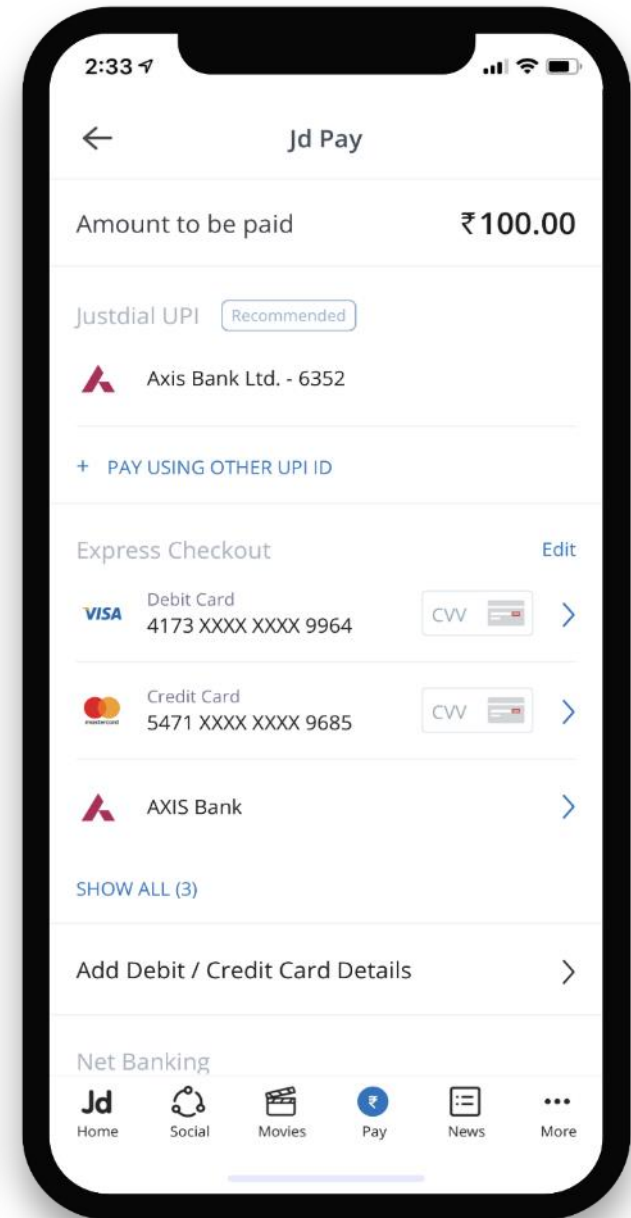 2:33
Jd Pay
Amount to be paid ₹100.00
Justdial UPI Recommended
Axis Bank Ltd. - 6352
+ PAY USING OTHER UPI ID
Express Checkout Edit
VISA Debit Card
4173 XXXX XXXX 9964 CVV
Credit Card
mastercard 5471 XXXX XXXX 9685 CVV
AXIS Bank
SHOW ALL (3)
Add Debit / Credit Card Details
Net Banking
Jd ₹
Home Social Movies Pay News More